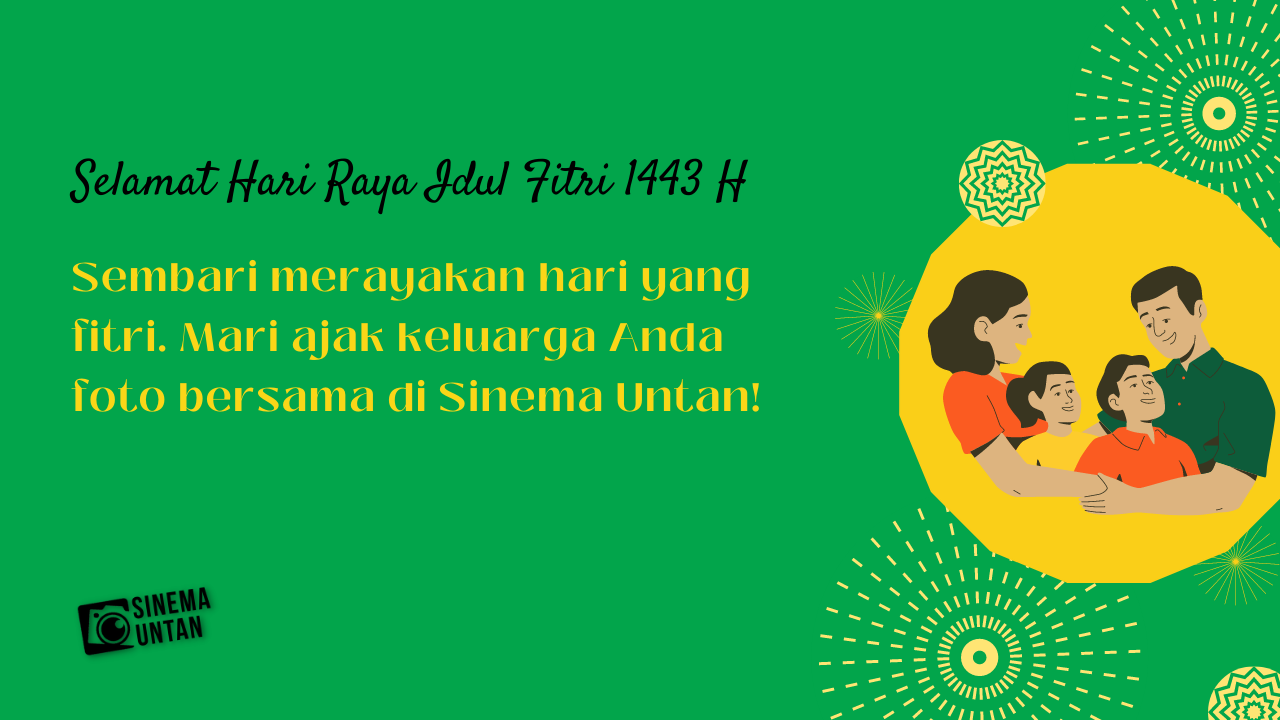 Selamat Hari Raya Idul Fitri 1443 H
Sembari merayakan hari yang
fitri. Mari ajak keluarga Anda
foto bersama di Sinema Untan!
SINEMA
UNTAN